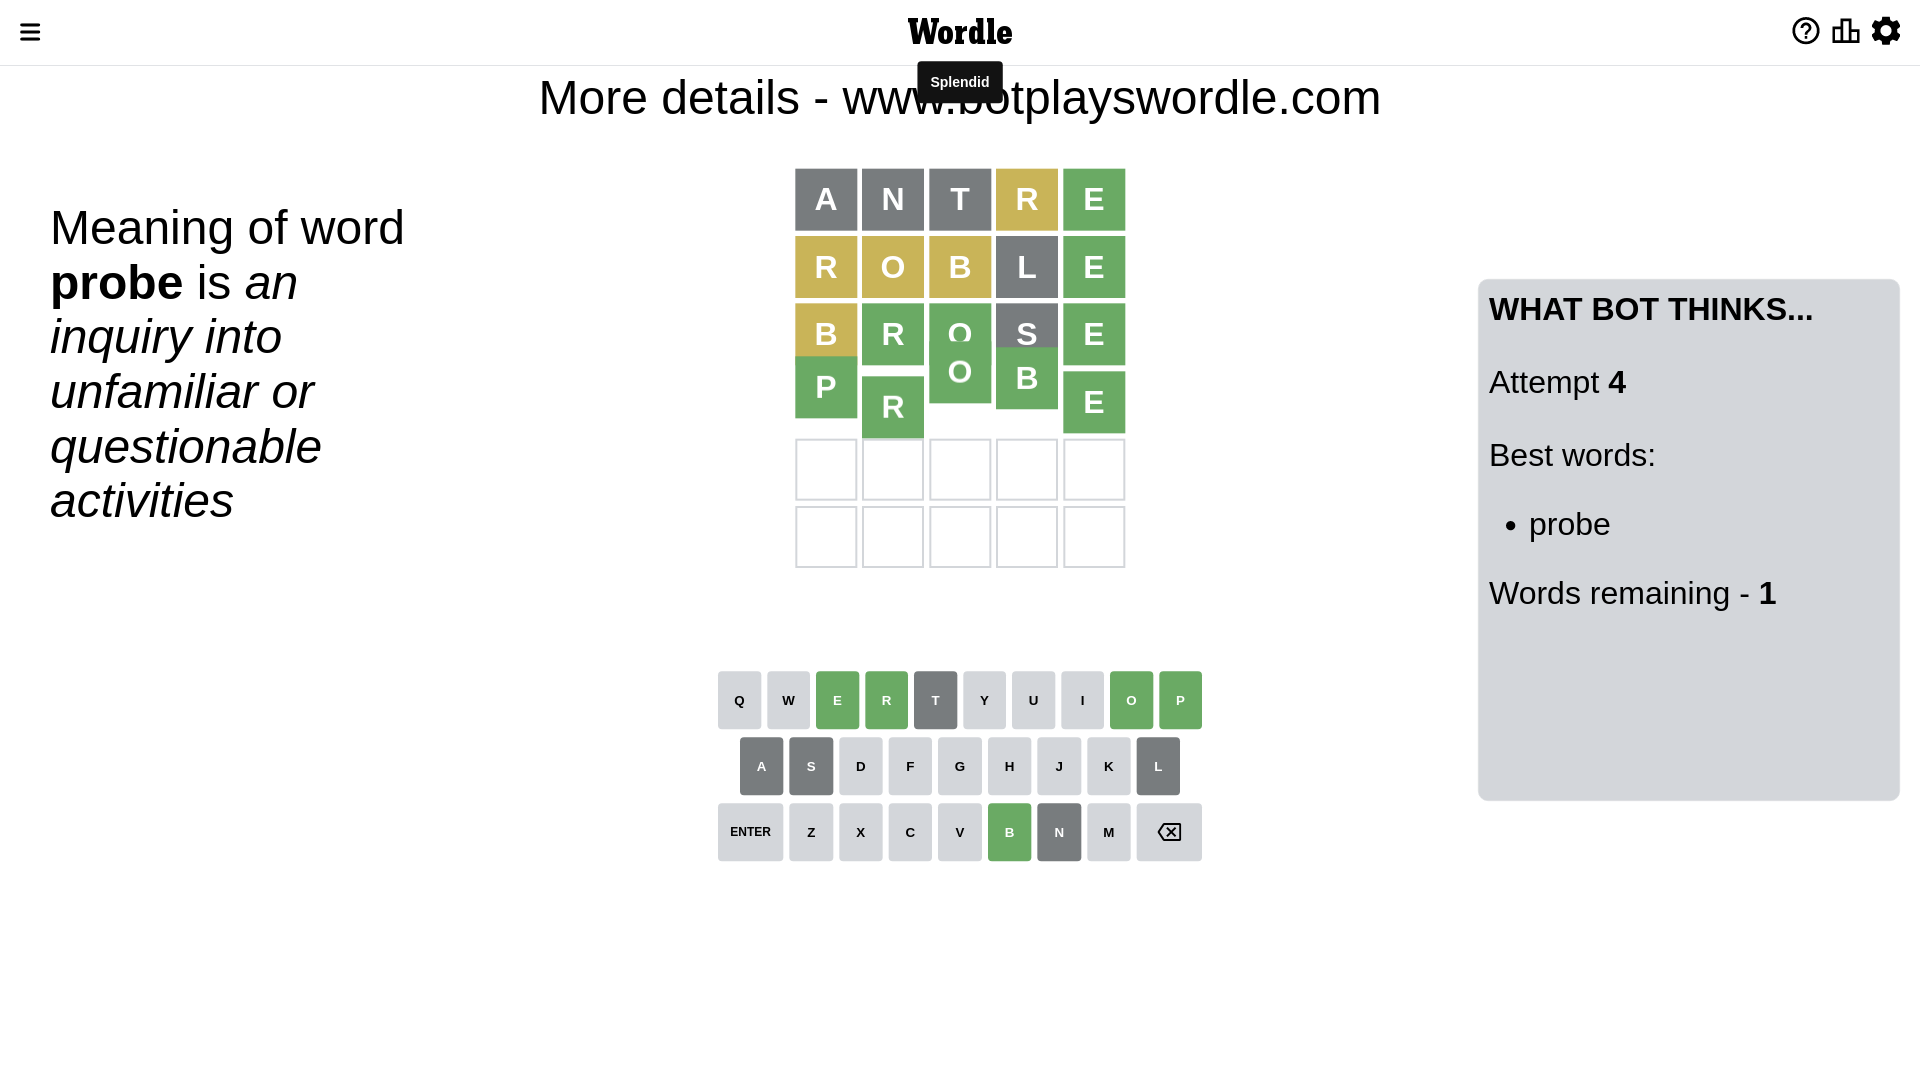 Wordle
Splendid
More details - www.botplayswordle.com
Meaning of word
probe is an
inquiry into
unfamiliar or
questionable
activities
A N T R E
R O B L E
B R O S E
P R O B E
WHAT BOT THINKS...
Attempt 4
Best words:
• probe
Words remaining - 1
Q W E R T Y U I O P
A S D F G H J K L
ENTER Z X C V B N M